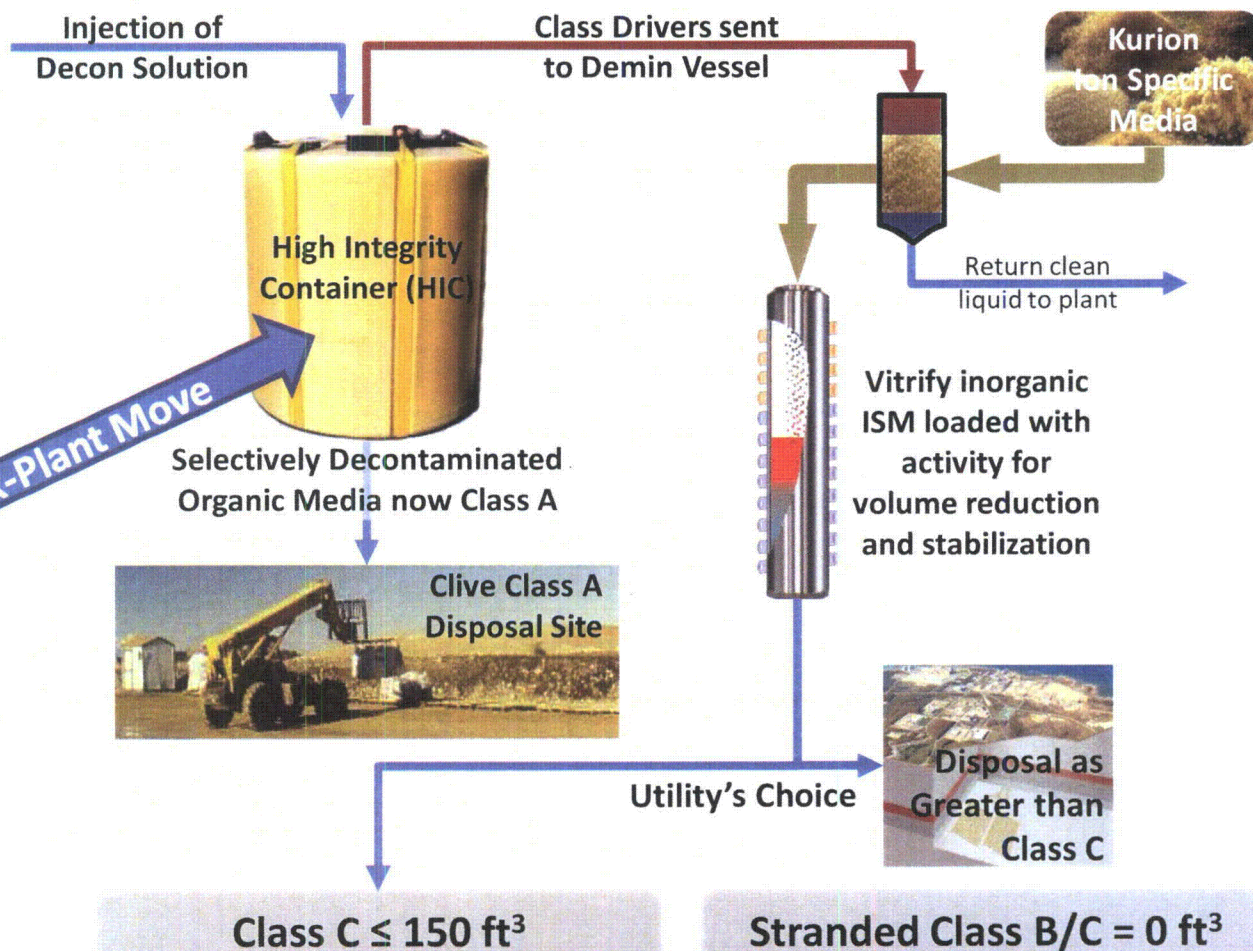 Injection of
Decon Solution
Class Drivers sent
to Demin Vessel
Kurion
Ion Specific
Media
High Integrity
Container (HIC)
Return clean
liquid to plant
-Plant Move
Vitrify inorganic
ISM loaded with
activity for
volume reduction
and stabilization
Selectively Decontaminated
Organic Media now Class A
Clive Class A
Disposal Site
Utility's Choice
Disposal as
Greater than
Class C
Class C ≤ 150 ft³
Stranded Class B/C = 0 ft³